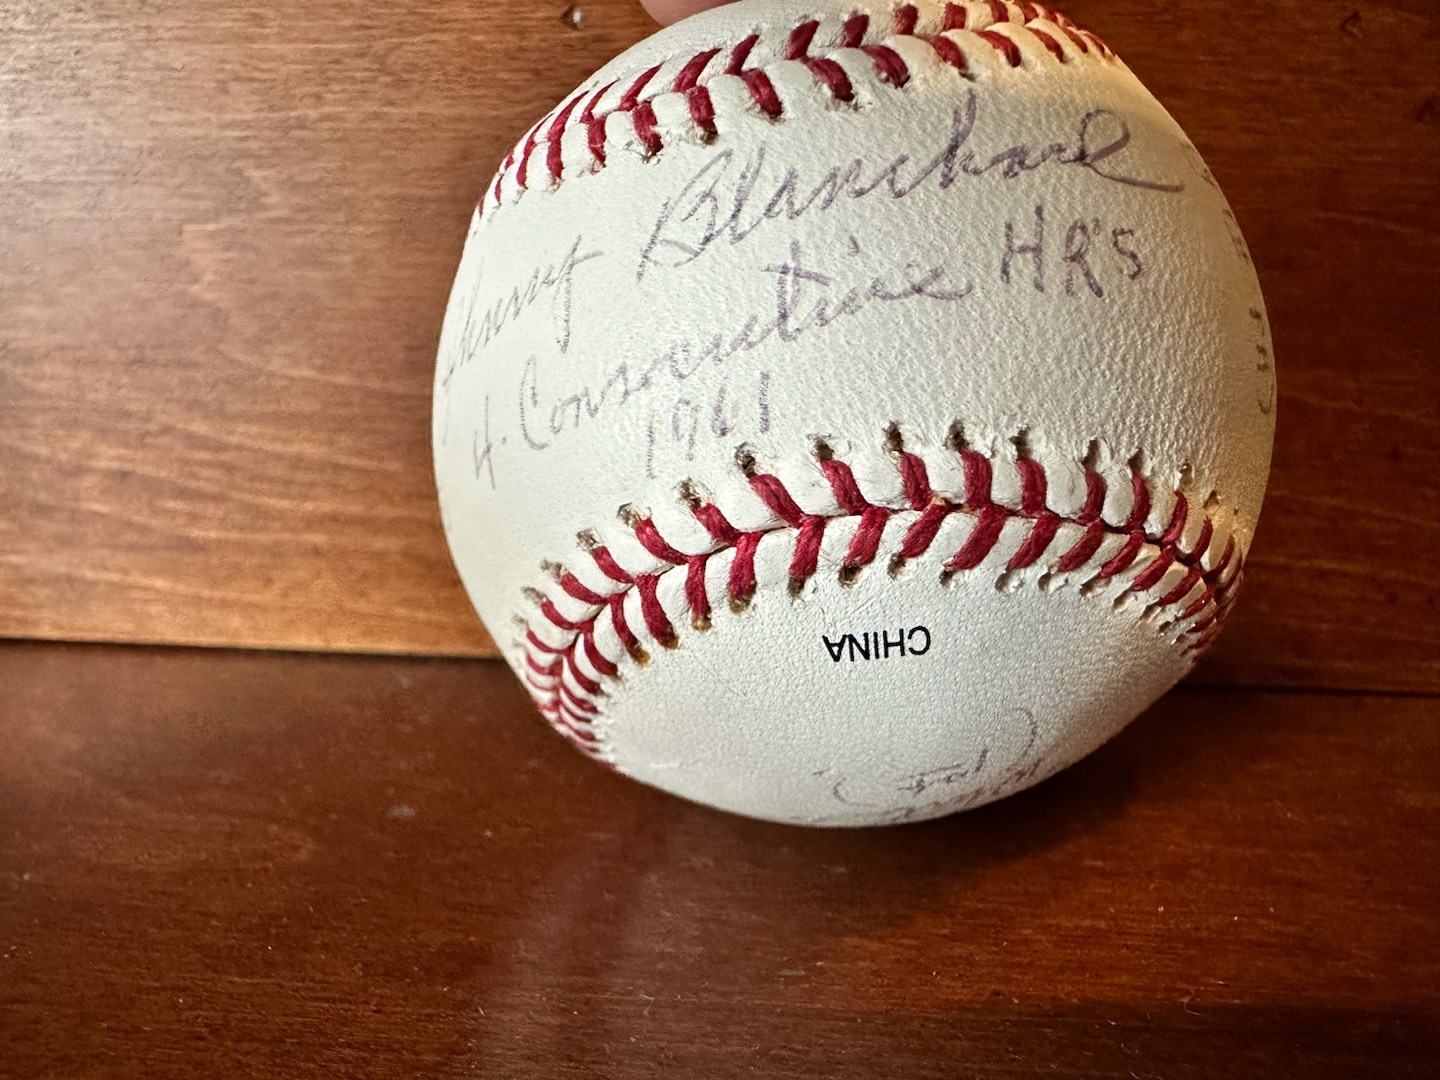 Johnny Blanchard
4. Consecutive HR's
1961
CHINA